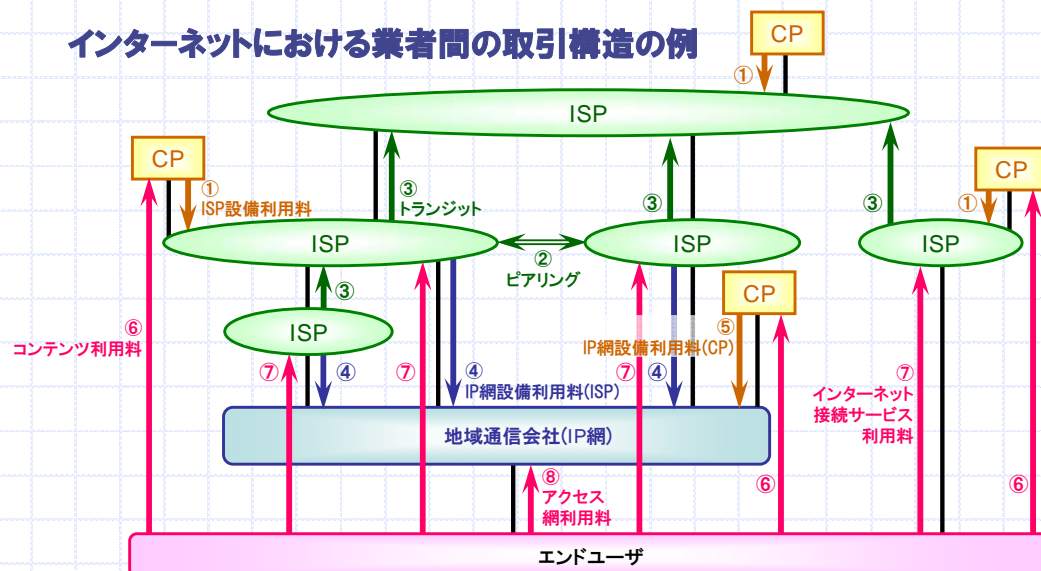 インターネットにおける業者間の取引構造の例
CP
①
ISP
CP
①
ISP設備利用料
③
トランジット
③
③
CP
①
ISP
②
ピアリング
ISP
ISP
③
ISP
CP
⑥
コンテンツ利用料
⑤
IP網設備利用料(CP)
⑦
④
⑦
④
IP網設備利用料(ISP)
⑦
④
⑦
インターネット
接続サービス
利用料
地域通信会社(IP網)
⑧
アクセス
網利用料
⑥
⑥
エンドユーザ